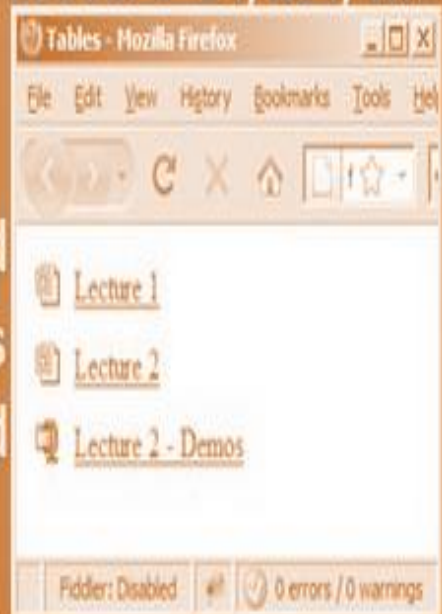 Tables - Mozilla Firefox
File Edit View History Bookmarks Tools
Lecture 1
Lecture 2
Lecture 2 - Demos
Fiddler: Disabled 0 errors / 0 warnings